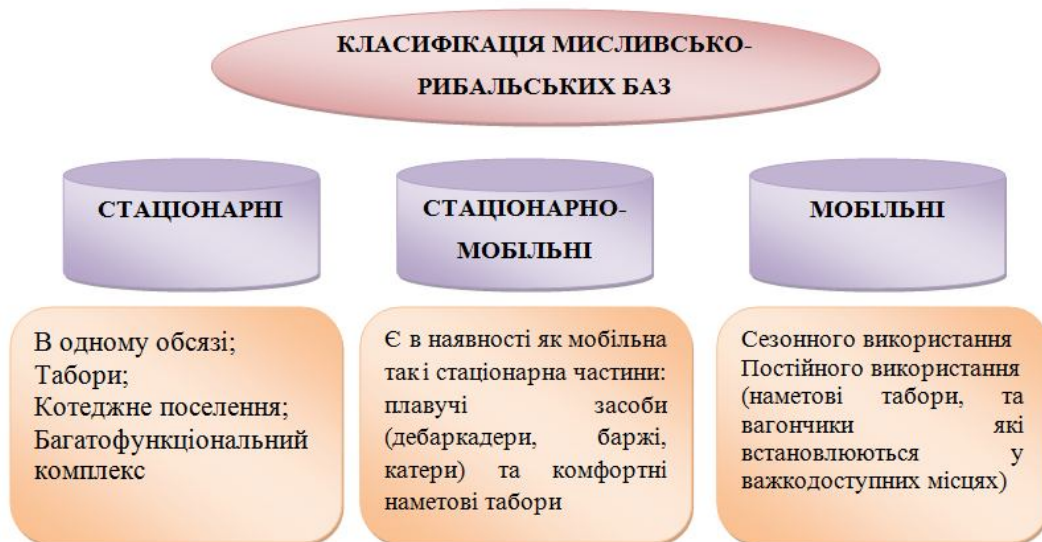 КЛАСИФІКАЦІЯ МИСЛИВСЬКО-
РИБАЛЬСЬКИХ БАЗ
СТАЦІОНАРНІ
СТАЦІОНАРНО-
МОБІЛЬНІ
МОБІЛЬНІ
В одному обсязі;
Табори;
Котеджне поселення;
Багатофункціональний
комплекс
Є в наявності як мобільна
так і стаціонарна частини:
плавучі засоби
(дебаркадери, баржі,
катери) та комфортні
наметові табори
Сезонного використання
Постійного використання
(наметові табори, та
вагончики які
встановлюються у
важкодоступних місцях)